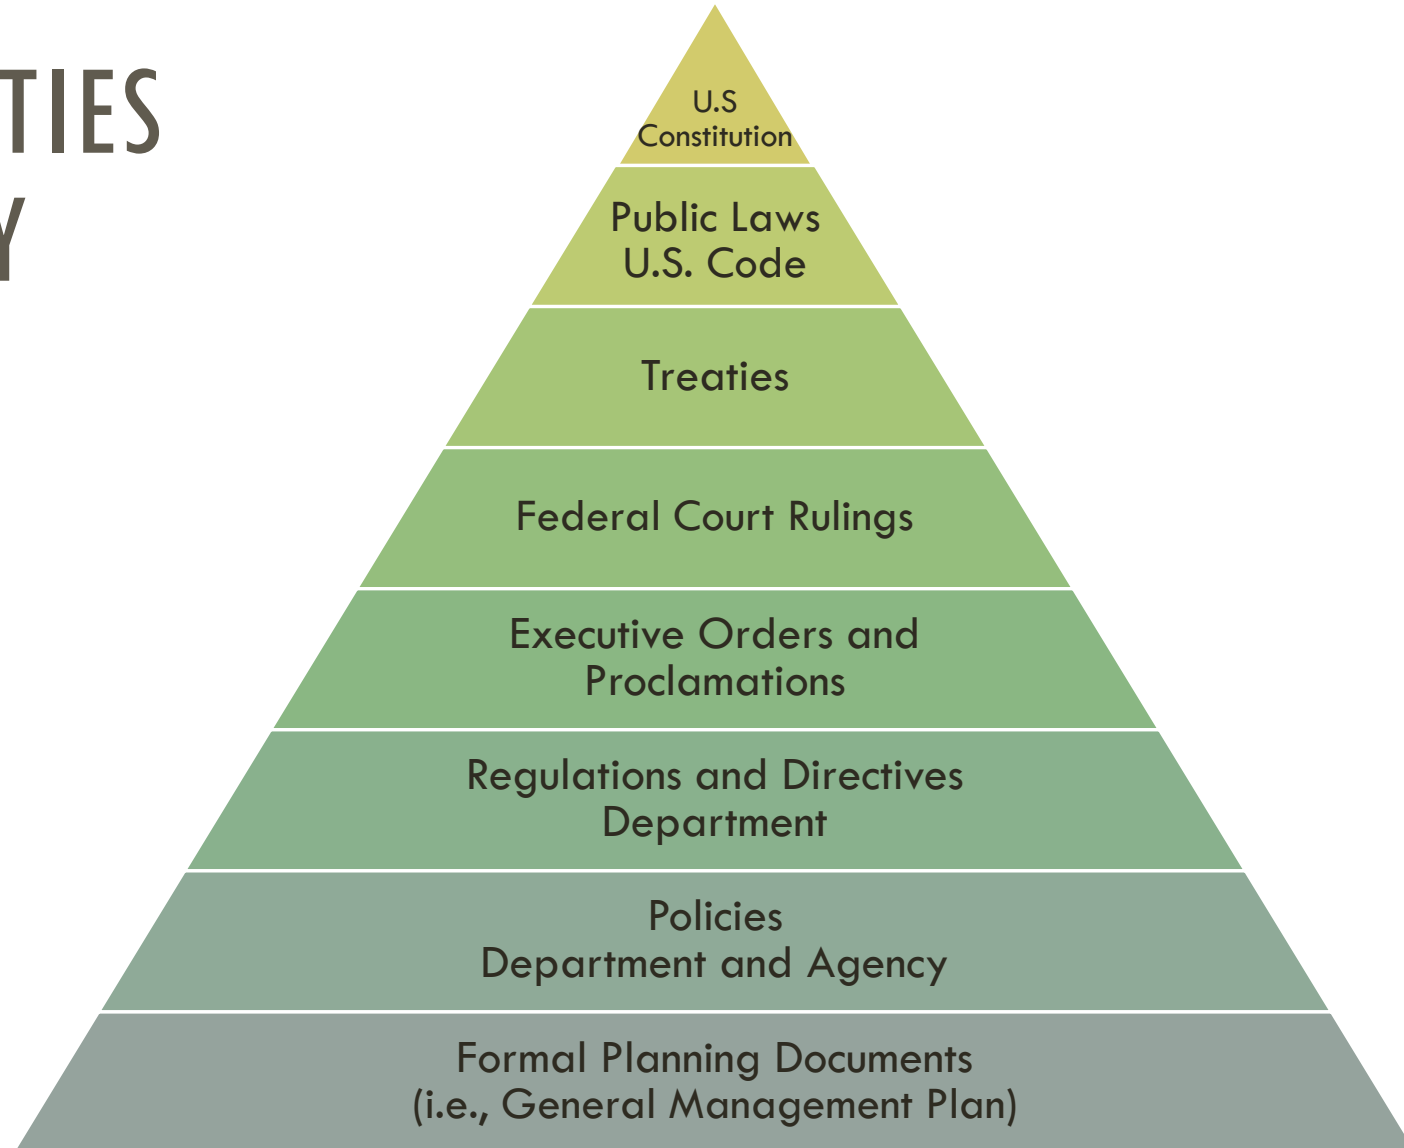 TIES
Y
U.S
Constitution
Public Laws
U.S. Code
Treaties
Federal Court Rulings
Executive Orders and
Proclamations
Regulations and Directives
Department
Policies
Department and Agency
Formal Planning Documents
(i.e., General Management Plan)